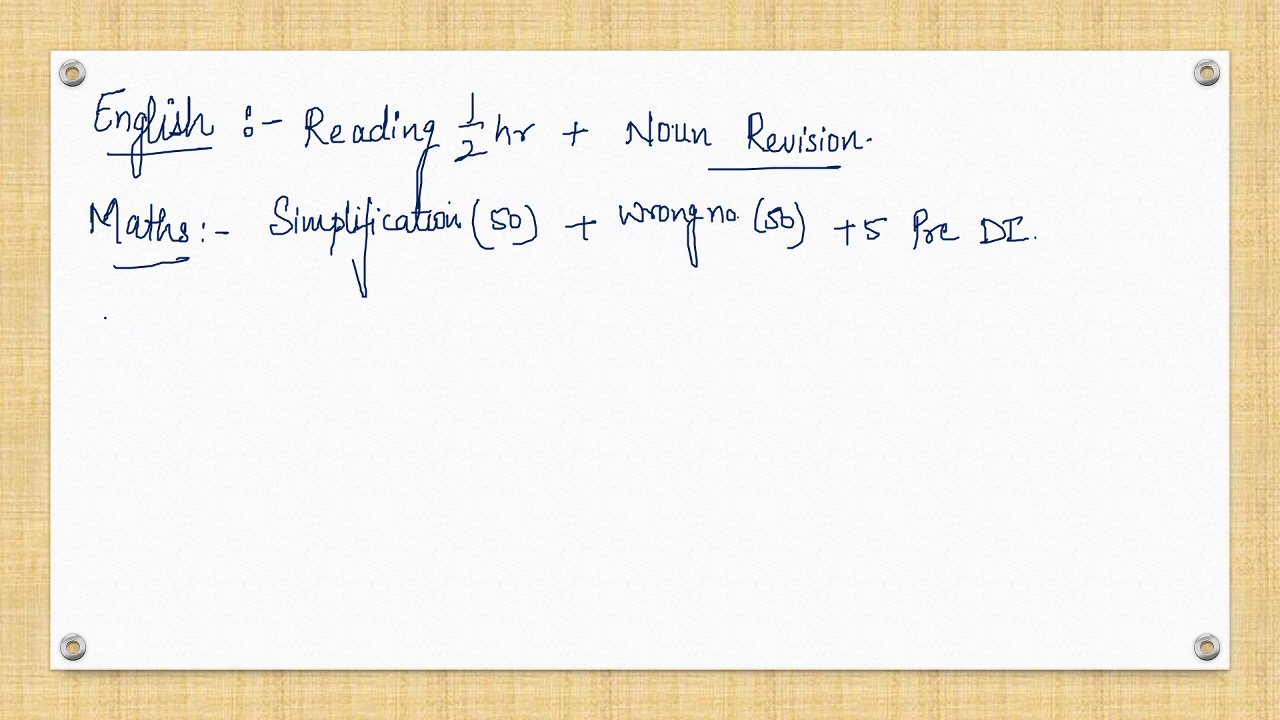 English :- Reading 1/2 hr + Noun Revision.
Maths :- Simplification (50) + Wrong no. (50) + 5 Pre DI.